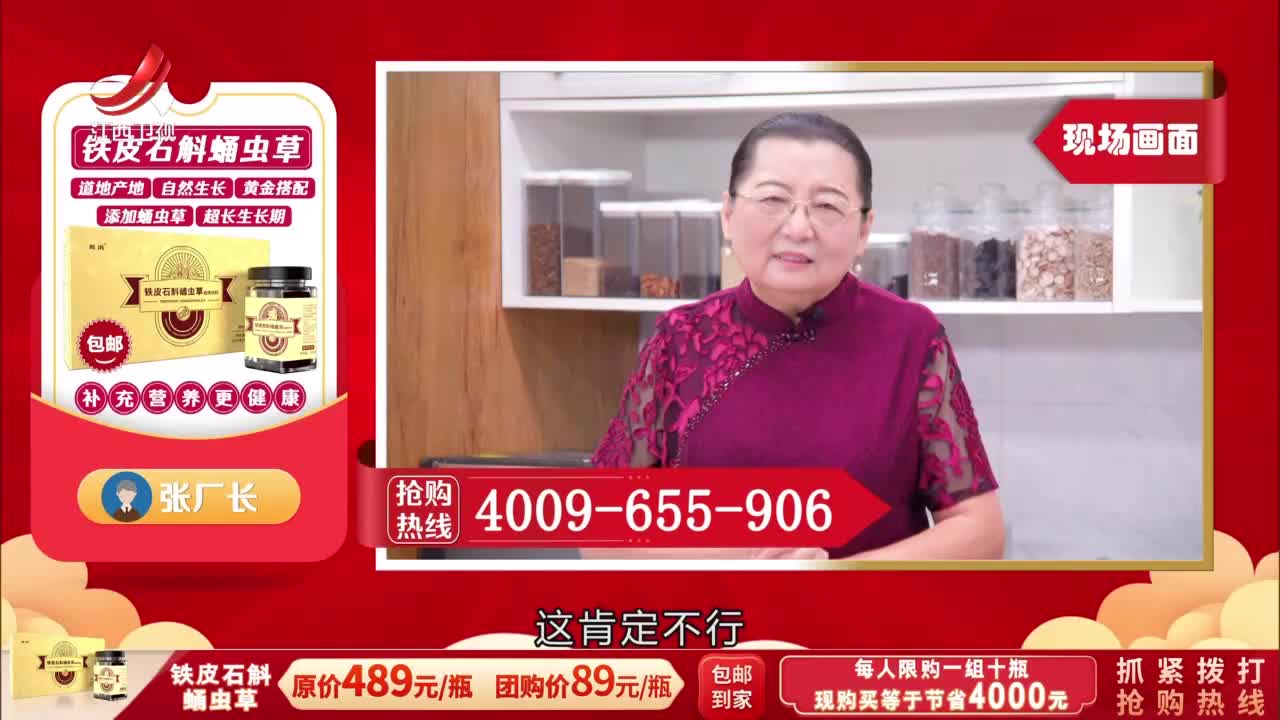 江西卫视
铁皮石斛蛹虫草
道地产地 自然生长 黄金搭配
添加蛹虫草 超长生长期
铁皮石斛蛹虫草
包邮
补充营养更健康
张厂长
现场画面
抢购热线 4009-655-906
这肯定不行
铁皮石斛蛹虫草
原价489元/瓶 团购价89元/瓶
包邮到家
每人限购一组十瓶
现购买等于节省4000元
抓紧拨打
抢购热线